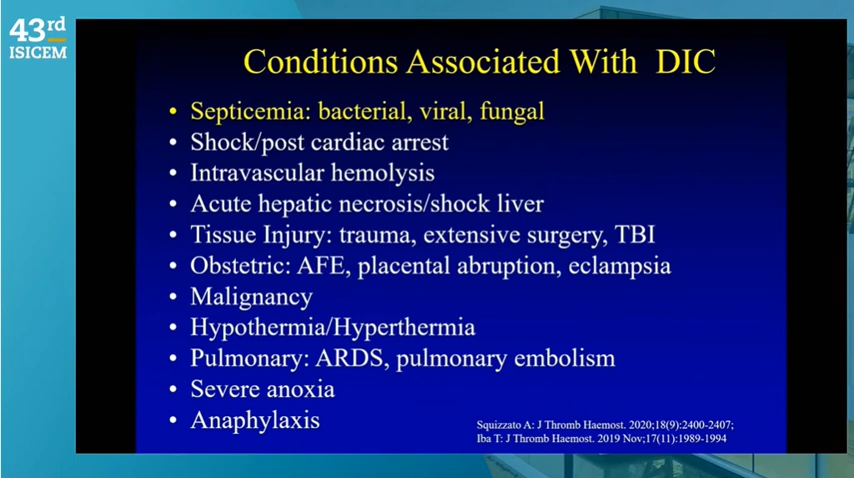 43rd
ISICEM
Conditions Associated With DIC
• Septicemia: bacterial, viral, fungal
• Shock/post cardiac arrest
• Intravascular hemolysis
• Acute hepatic necrosis/shock liver
• Tissue Injury: trauma, extensive surgery, TBI
• Obstetric: AFE, placental abruption, eclampsia
• Malignancy
• Hypothermia/Hyperthermia
• Pulmonary: ARDS, pulmonary embolism
• Severe anoxia
• Anaphylaxis
Squizzato A: J Thromb Haemost. 2020;18(9):2400-2407;
Iba T: J Thromb Haemost. 2019 Nov;17(11):1989-1994